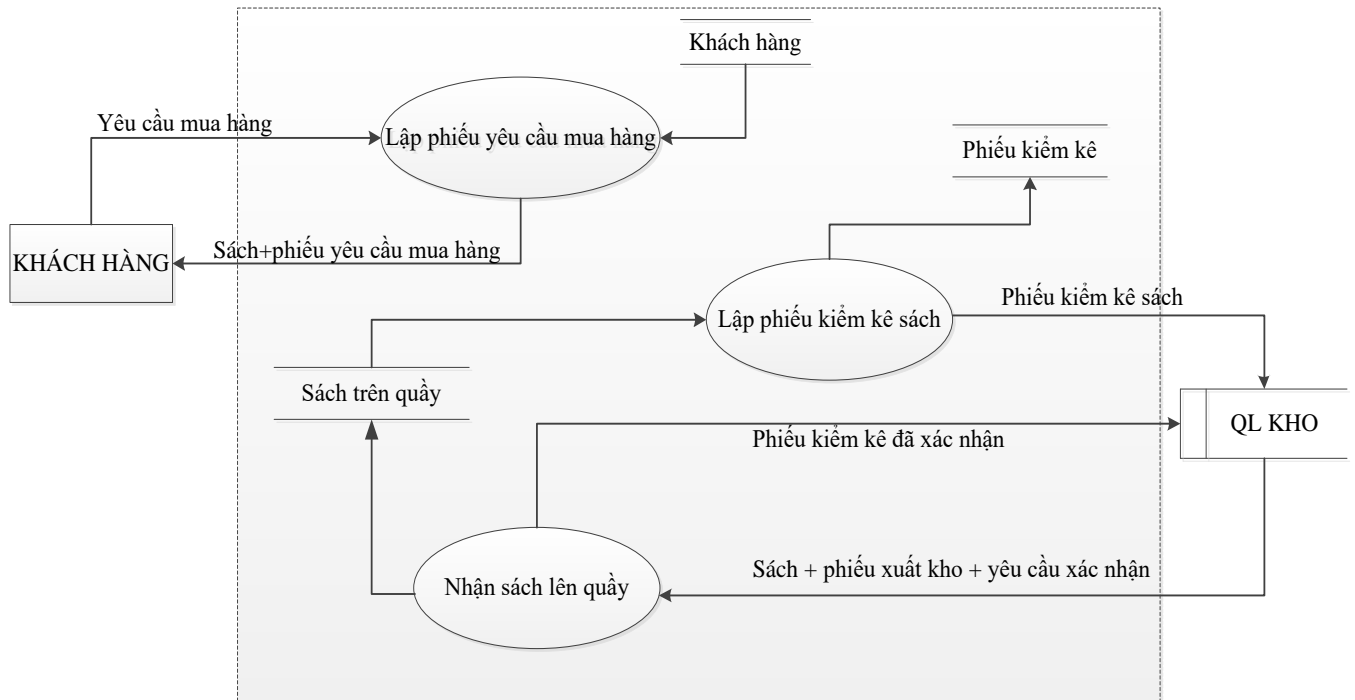 Khách hàng
Yêu cầu mua hàng
Lập phiếu yêu cầu mua hàng
Phiếu kiểm kê
Sách+phiếu yêu cầu mua hàng
KHÁCH HÀNG
Phiếu kiểm kê sách
Lập phiếu kiểm kê sách
Sách trên quầy
QL KHO
Phiếu kiểm kê đã xác nhận
Sách + phiếu xuất kho + yêu cầu xác nhận
Nhận sách lên quầy